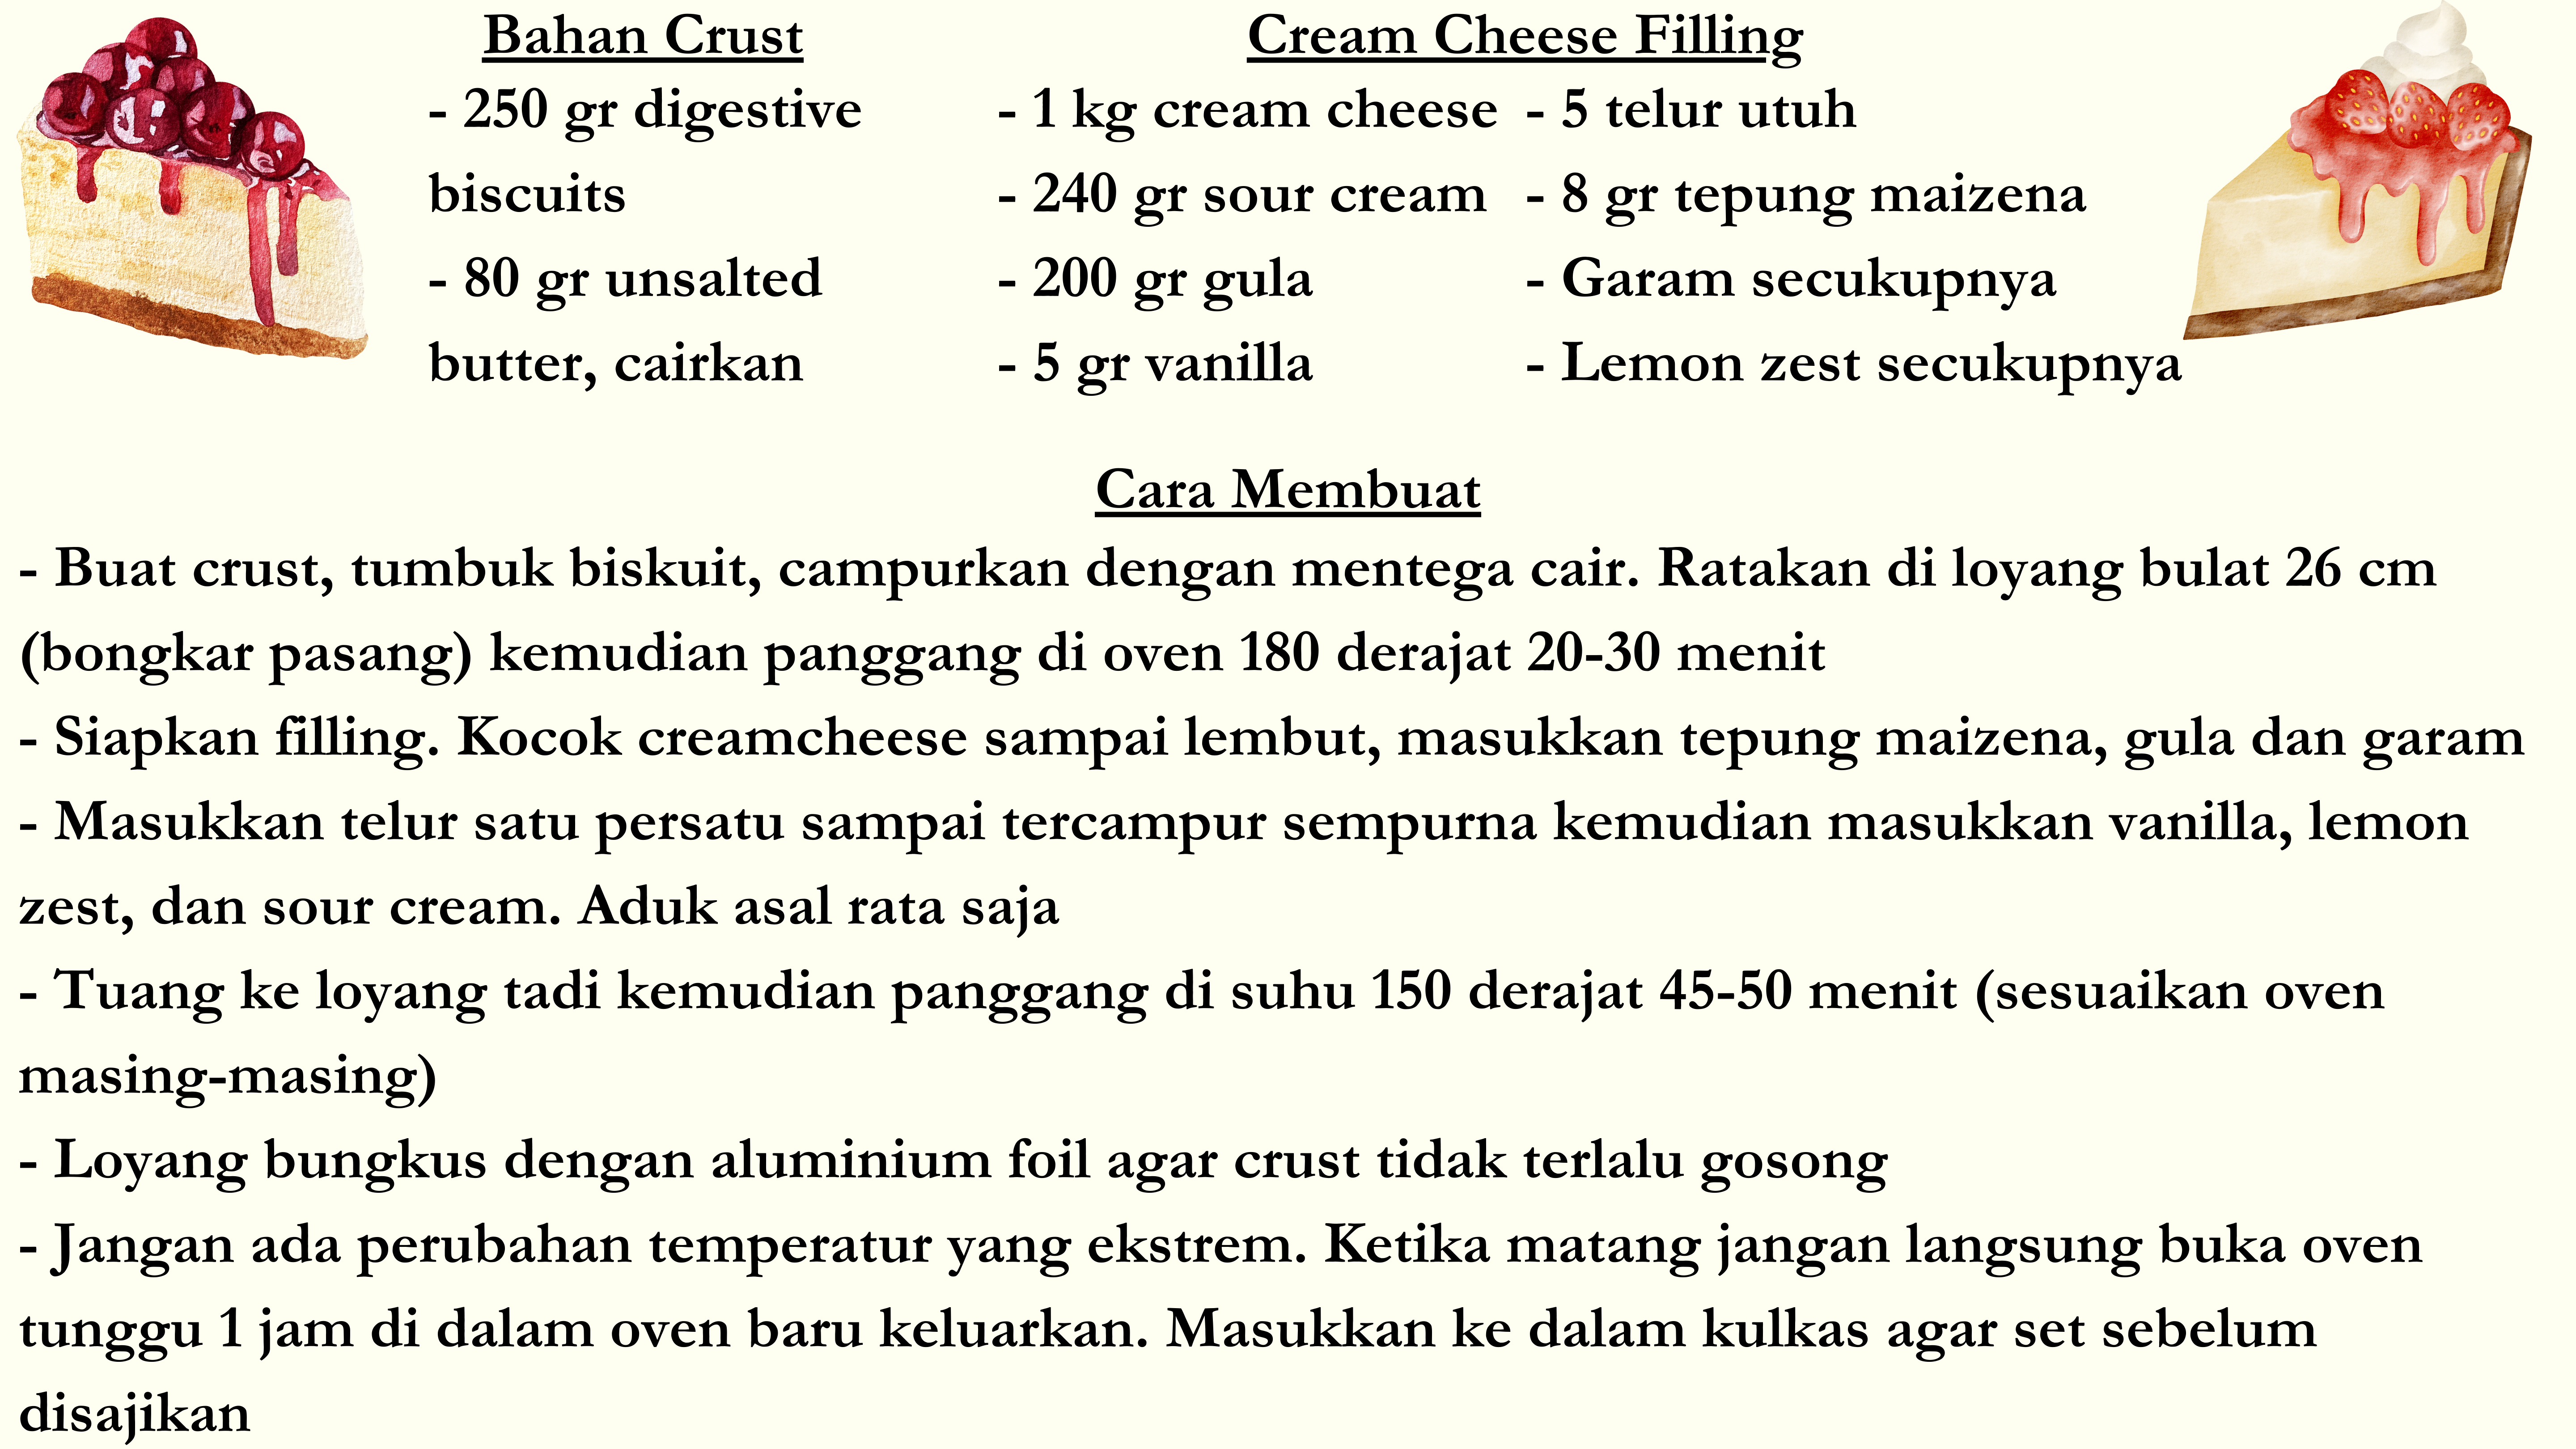 Bahan Crust
- 250 gr digestive
biscuits
- 80 gr unsalted
butter, cairkan
Cream Cheese Filling
- 1 kg cream cheese
- 240 gr sour cream
- 200 gr gula
- 5 gr vanilla
- 5 telur utuh
- 8 gr tepung maizena
- Garam secukupnya
- Lemon zest secukupnya
Cara Membuat
- Buat crust, tumbuk biskuit, campurkan dengan mentega cair. Ratakan di loyang bulat 26 cm
(bongkar pasang) kemudian panggang di oven 180 derajat 20-30 menit
- Siapkan filling. Kocok creamcheese sampai lembut, masukkan tepung maizena, gula dan garam
- Masukkan telur satu persatu sampai tercampur sempurna kemudian masukkan vanilla, lemon
zest, dan sour cream. Aduk asal rata saja
- Tuang ke loyang tadi kemudian panggang di suhu 150 derajat 45-50 menit (sesuaikan oven
masing-masing)
- Loyang bungkus dengan aluminium foil agar crust tidak terlalu gosong
- Jangan ada perubahan temperatur yang ekstrem. Ketika matang jangan langsung buka oven
tunggu 1 jam di dalam oven baru keluarkan. Masukkan ke dalam kulkas agar set sebelum
disajikan